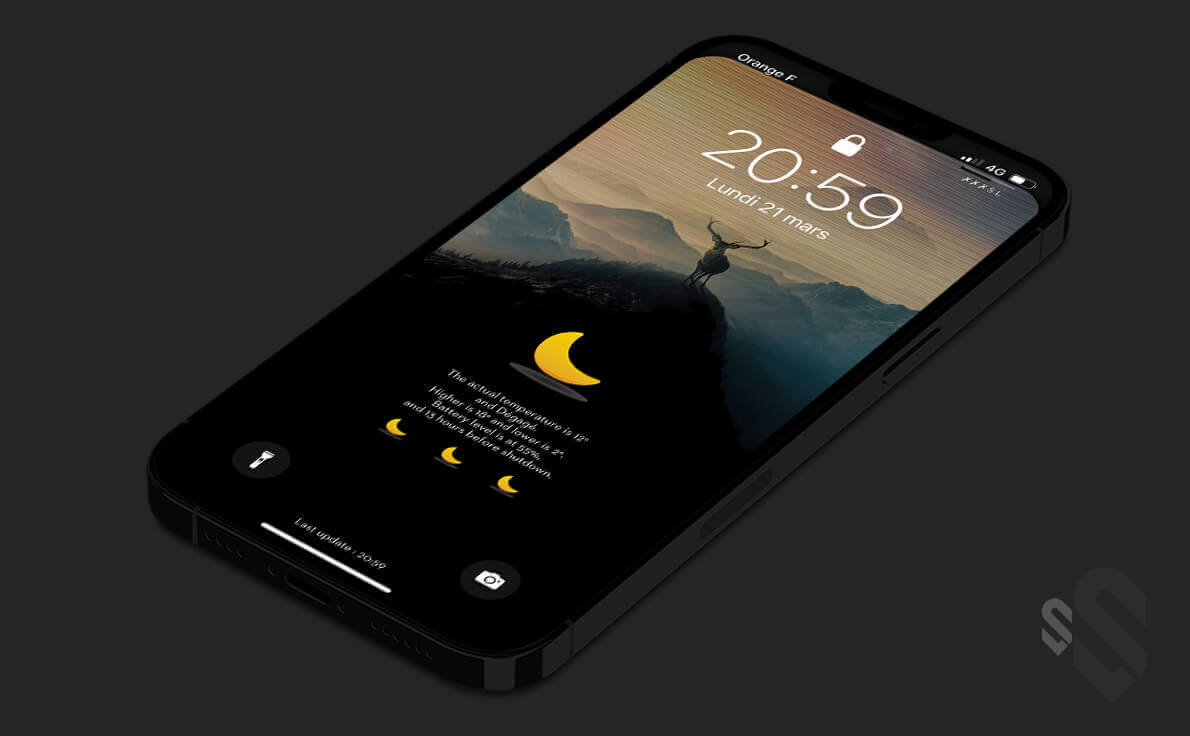 Orange F
4G
20:59
Lundi 21 mars
The actual temperature is 12°
and Dégagé.
Higher is 18° and lower is 2°.
Battery level is at 55%,
and 13 hours before shutdown.
Last update : 20:59